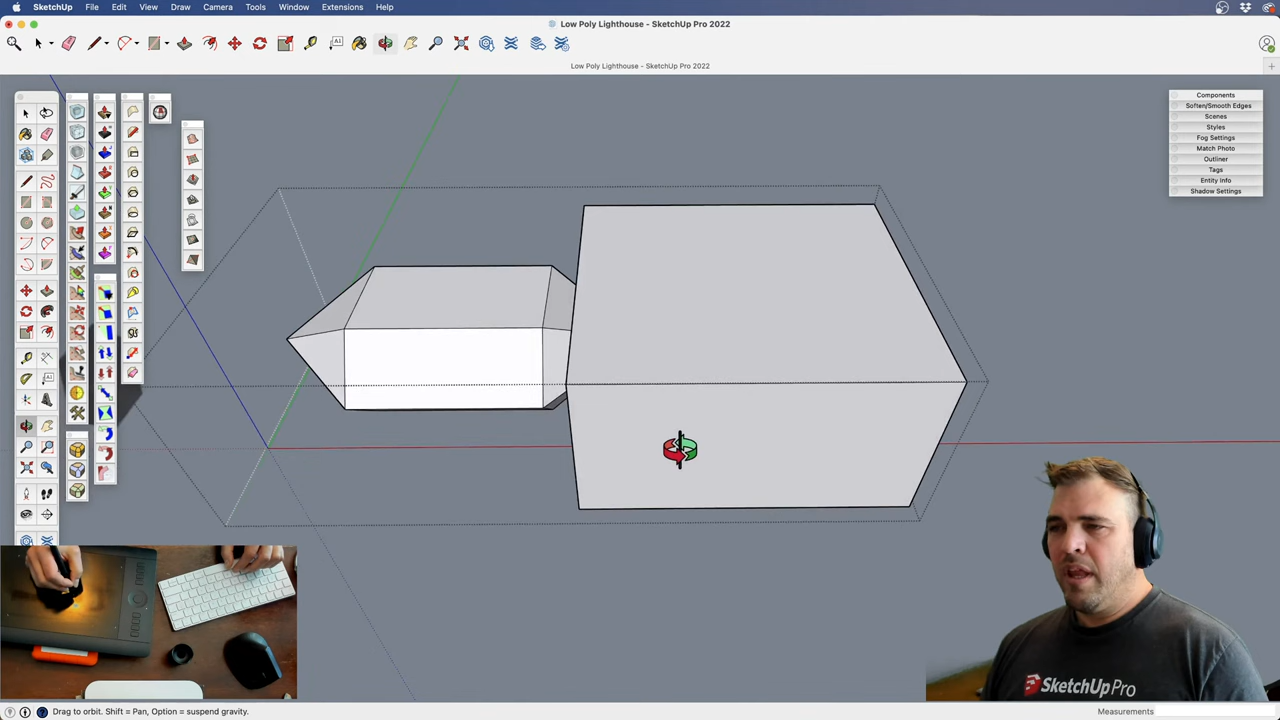 SketchUp File Edit View Draw Camera Tools Window Extensions Help
Low Poly Lighthouse - SketchUp Pro 2022
Low Poly Lighthouse - SketchUp Pro 2022
Components
Soften/Smooth Edges
Scenes
Styles
Fog Settings
Match Photo
Outliner
Tags
Entity Info
Shadow Settings
SketchUp Pro
Drag to orbit. Shift = Pan, Option = suspend gravity.
Measurements